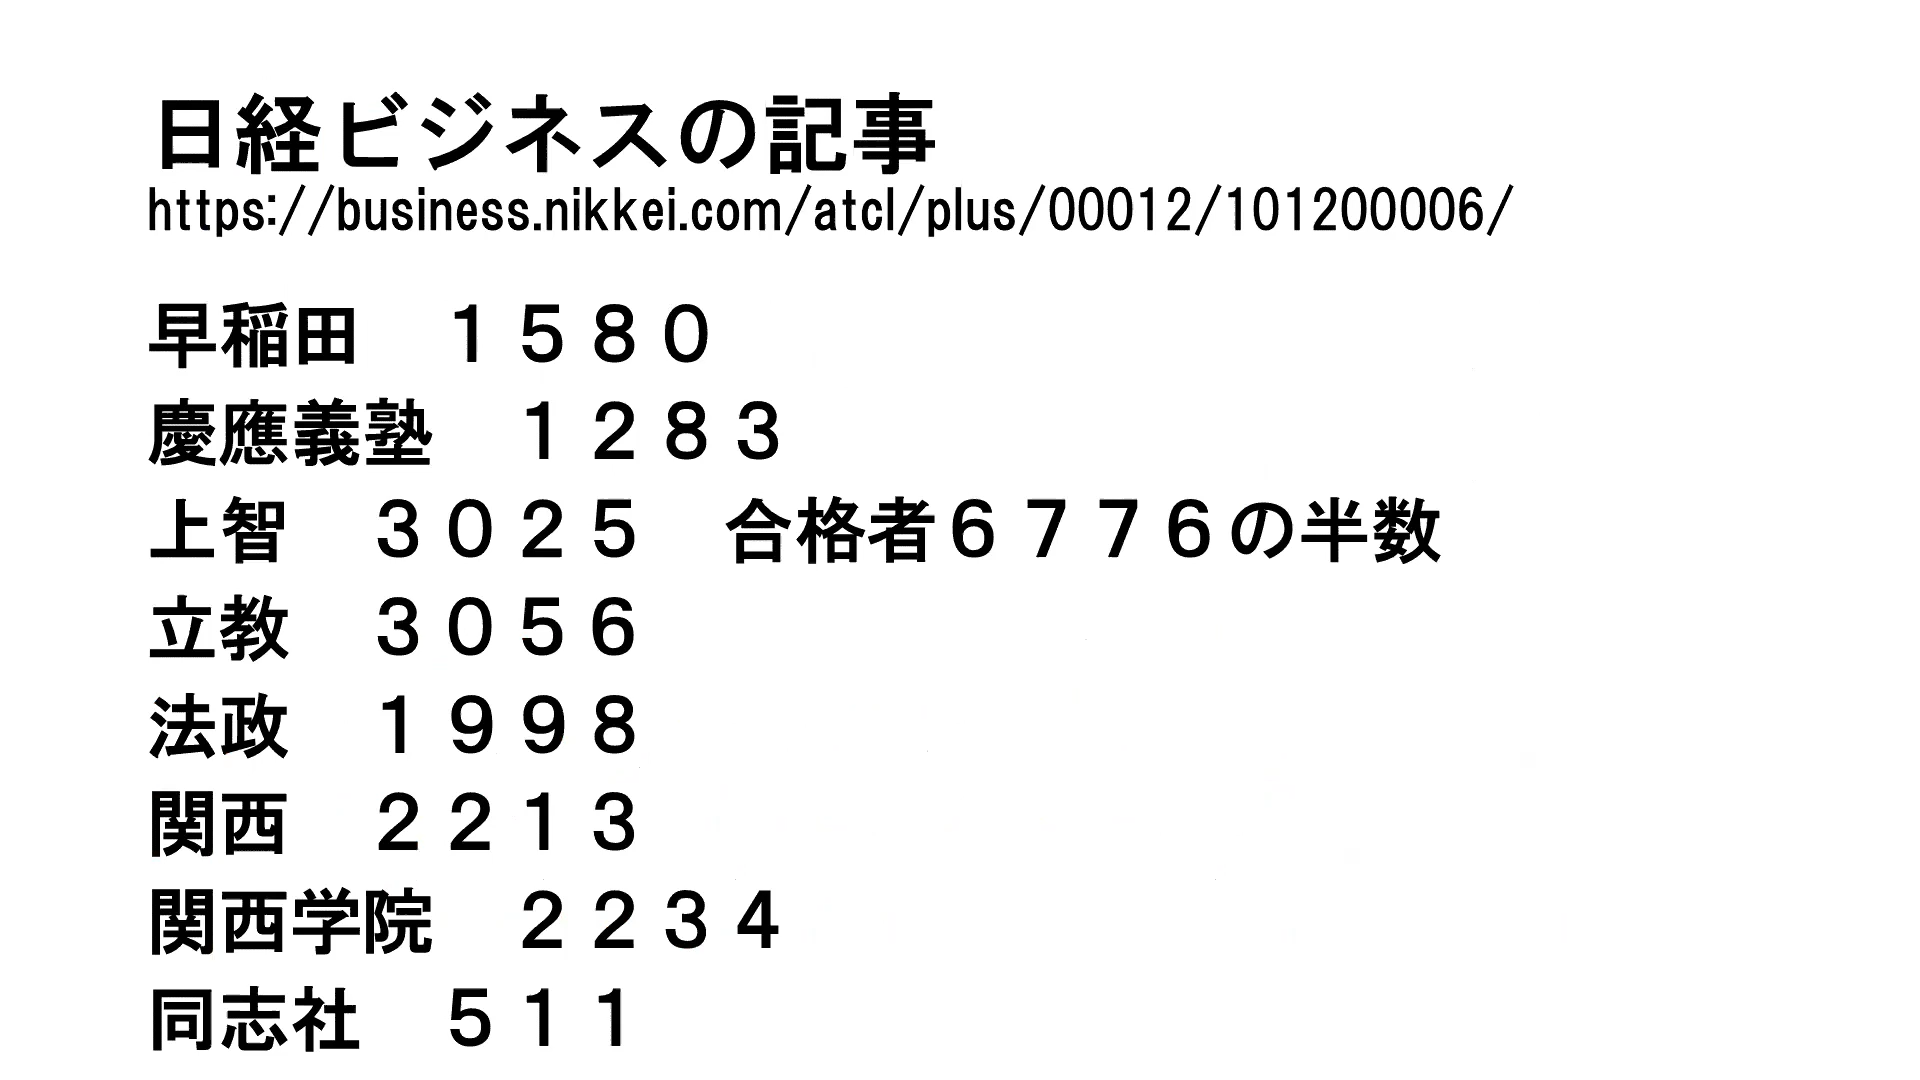 日経ビジネスの記事
https://business.nikkei.com/atcl/plus/00012/101200006/
早稲田　１５８０
慶應義塾　１２８３
上智　３０２５　合格者６７７６の半数
立教　３０５６
法政　１９９８
関西　２２１３
関西学院　２２３４
同志社　５１１